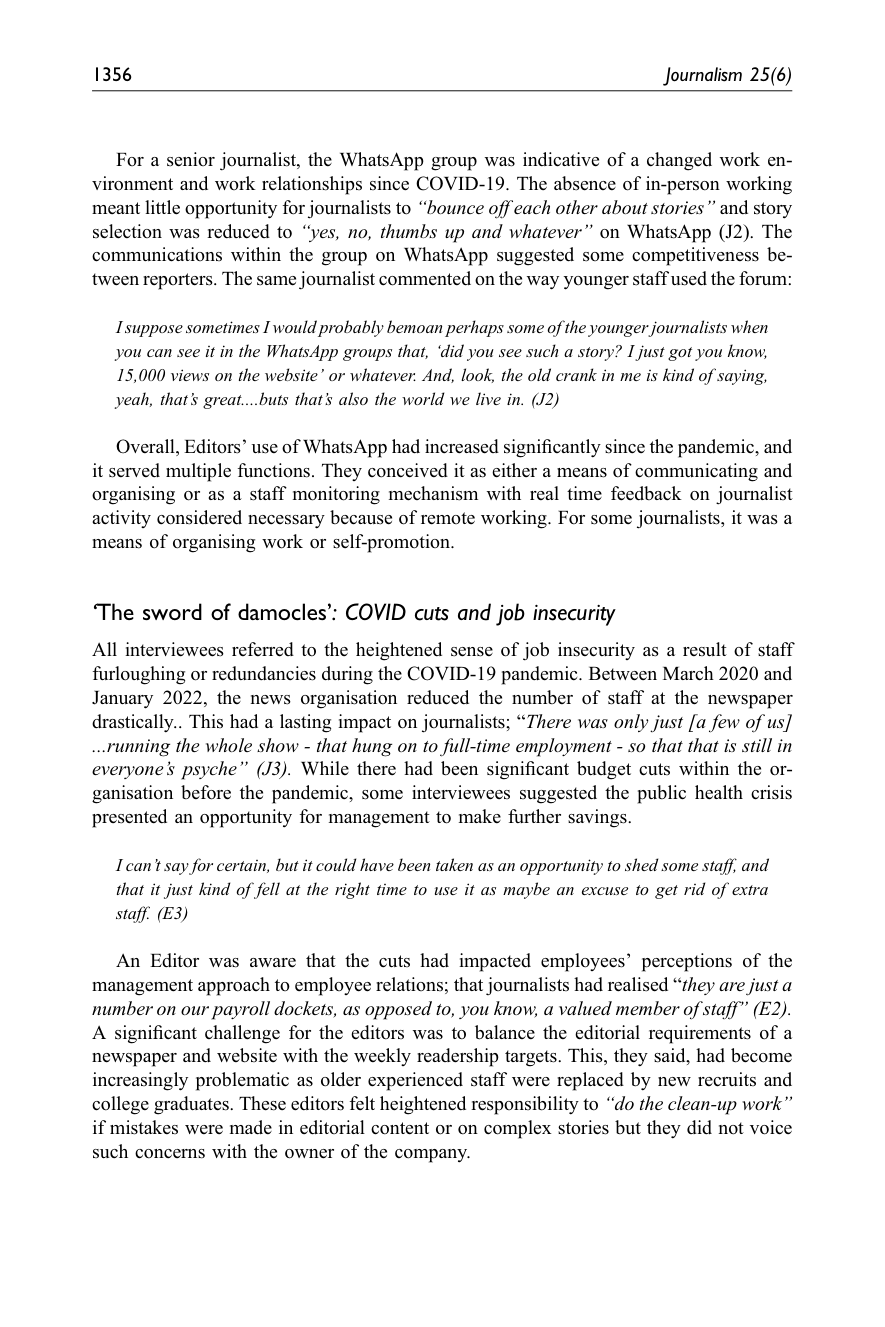 1356
Journalism 25(6)
For a senior journalist, the WhatsApp group was indicative of a changed work en-
vironment and work relationships since COVID-19. The absence of in-person working
meant little opportunity for journalists to “bounce off each other about stories” and story
selection was reduced to “yes, no, thumbs up and whatever” on WhatsApp (J2). The
communications within the group on WhatsApp suggested some competitiveness be-
tween reporters. The same journalist commented on the way younger staff used the forum:
I suppose sometimes I would probably bemoan perhaps some of the younger journalists when
you can see it in the WhatsApp groups that, ‘did you see such a story? I just got you know,
15,000 views on the website’ or whatever. And, look, the old crank in me is kind of saying,
yeah, that’s great....buts that’s also the world we live in. (J2)
Overall, Editors’ use of WhatsApp had increased significantly since the pandemic, and
it served multiple functions. They conceived it as either a means of communicating and
organising or as a staff monitoring mechanism with real time feedback on journalist
activity considered necessary because of remote working. For some journalists, it was a
means of organising work or self-promotion.
‘The sword of damocles’: COVID cuts and job insecurity
All interviewees referred to the heightened sense of job insecurity as a result of staff
furloughing or redundancies during the COVID-19 pandemic. Between March 2020 and
January 2022, the news organisation reduced the number of staff at the newspaper
drastically.. This had a lasting impact on journalists; “There was only just [a few of us]
...running the whole show - that hung on to full-time employment - so that that is still in
everyone’s psyche” (J3). While there had been significant budget cuts within the or-
ganisation before the pandemic, some interviewees suggested the public health crisis
presented an opportunity for management to make further savings.
I can’t say for certain, but it could have been taken as an opportunity to shed some staff, and
that it just kind of fell at the right time to use it as maybe an excuse to get rid of extra
staff. (E3)
An Editor was aware that the cuts had impacted employees’ perceptions of the
management approach to employee relations; that journalists had realised “they are just a
number on our payroll dockets, as opposed to, you know, a valued member of staff” (E2).
A significant challenge for the editors was to balance the editorial requirements of a
newspaper and website with the weekly readership targets. This, they said, had become
increasingly problematic as older experienced staff were replaced by new recruits and
college graduates. These editors felt heightened responsibility to “do the clean-up work”
if mistakes were made in editorial content or on complex stories but they did not voice
such concerns with the owner of the company.